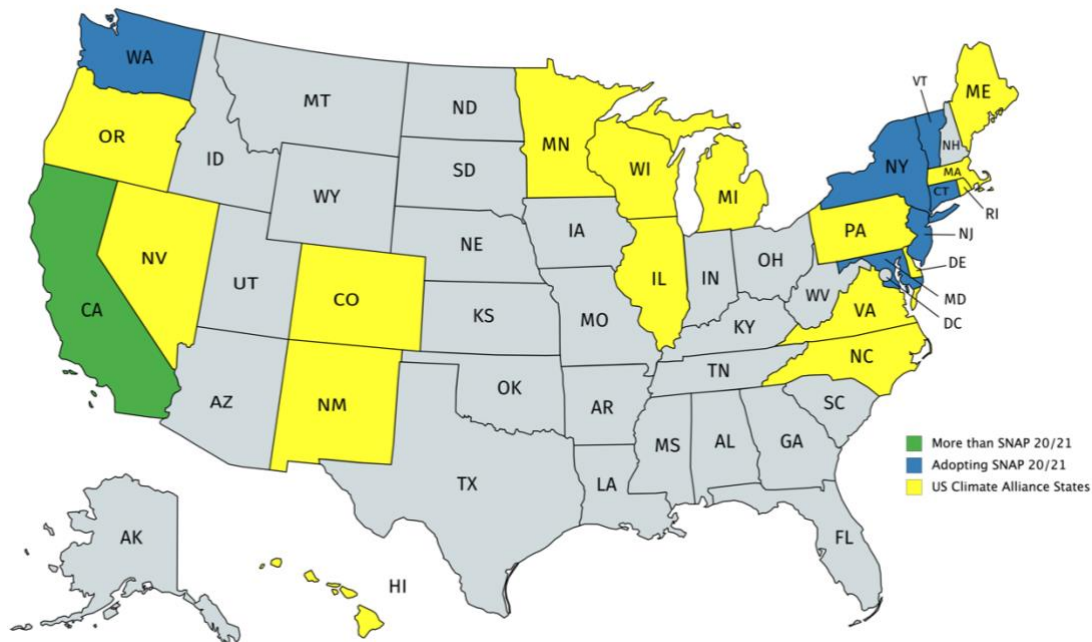 WA
MT
ND
MN
VT
ME
OR
ID
SD
WI
NY
NH
MA
WY
MI
CT
RI
NE
IA
PA
NJ
NV
UT
CO
IL
IN
OH
DE
CA
KS
MO
WV
VA
MD
KY
DC
NC
AZ
NM
OK
TN
AR
SC
MS
AL
GA
TX
LA
FL
AK
HI
More than SNAP 20/21
Adopting SNAP 20/21
US Climate Alliance States